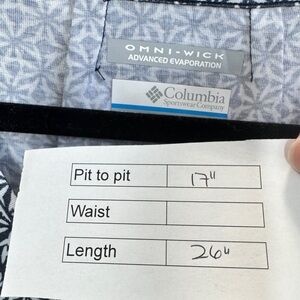 OMNI-WICK
ADVANCED EVAPORATION
Columbia
Sportswear Company
Pit to pit 17"
Waist
Length 26"